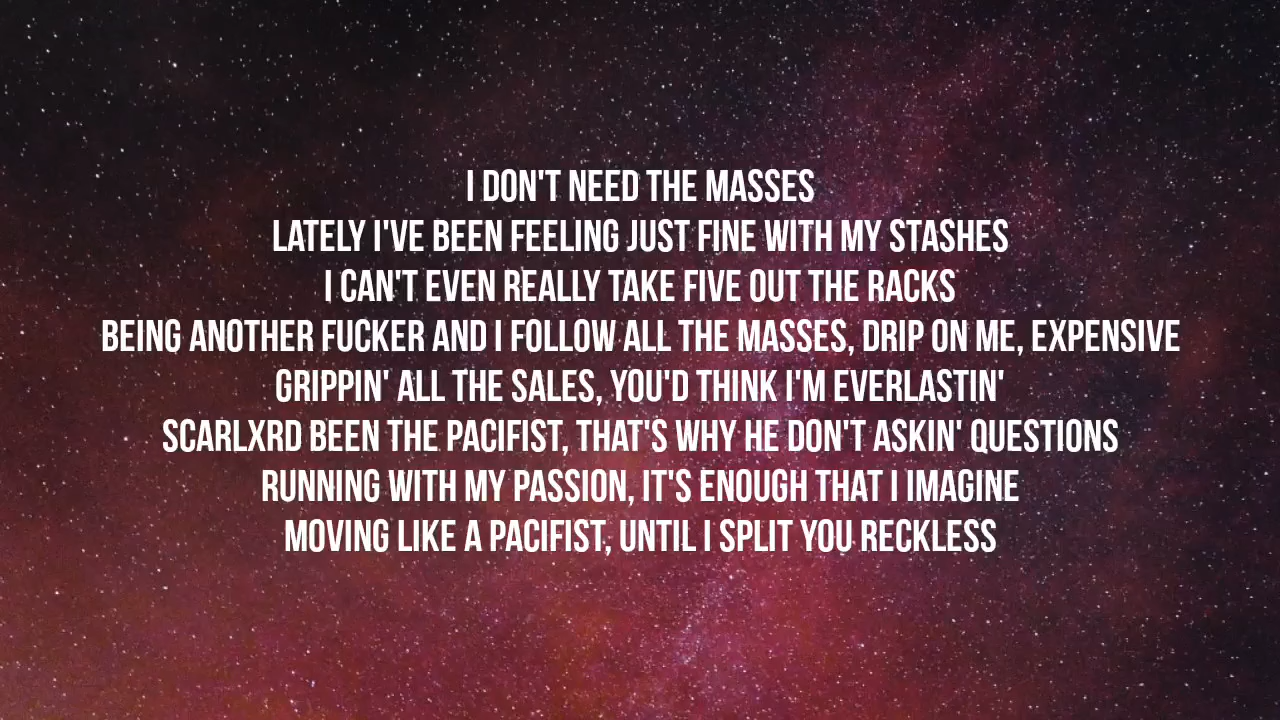 I DON'T NEED THE MASSES
LATELY I'VE BEEN FEELING JUST FINE WITH MY STASHES
I CAN'T EVEN REALLY TAKE FIVE OUT THE RACKS
BEING ANOTHER FUCKER AND I FOLLOW ALL THE MASSES, DRIP ON ME, EXPENSIVE
GRIPPIN' ALL THE SALES, YOU'D THINK I'M EVERLASTIN'
SCARLXRD BEEN THE PACIFIST, THAT'S WHY HE DON'T ASKIN' QUESTIONS
RUNNING WITH MY PASSION, IT'S ENOUGH THAT I IMAGINE
MOVING LIKE A PACIFIST, UNTIL I SPLIT YOU RECKLESS